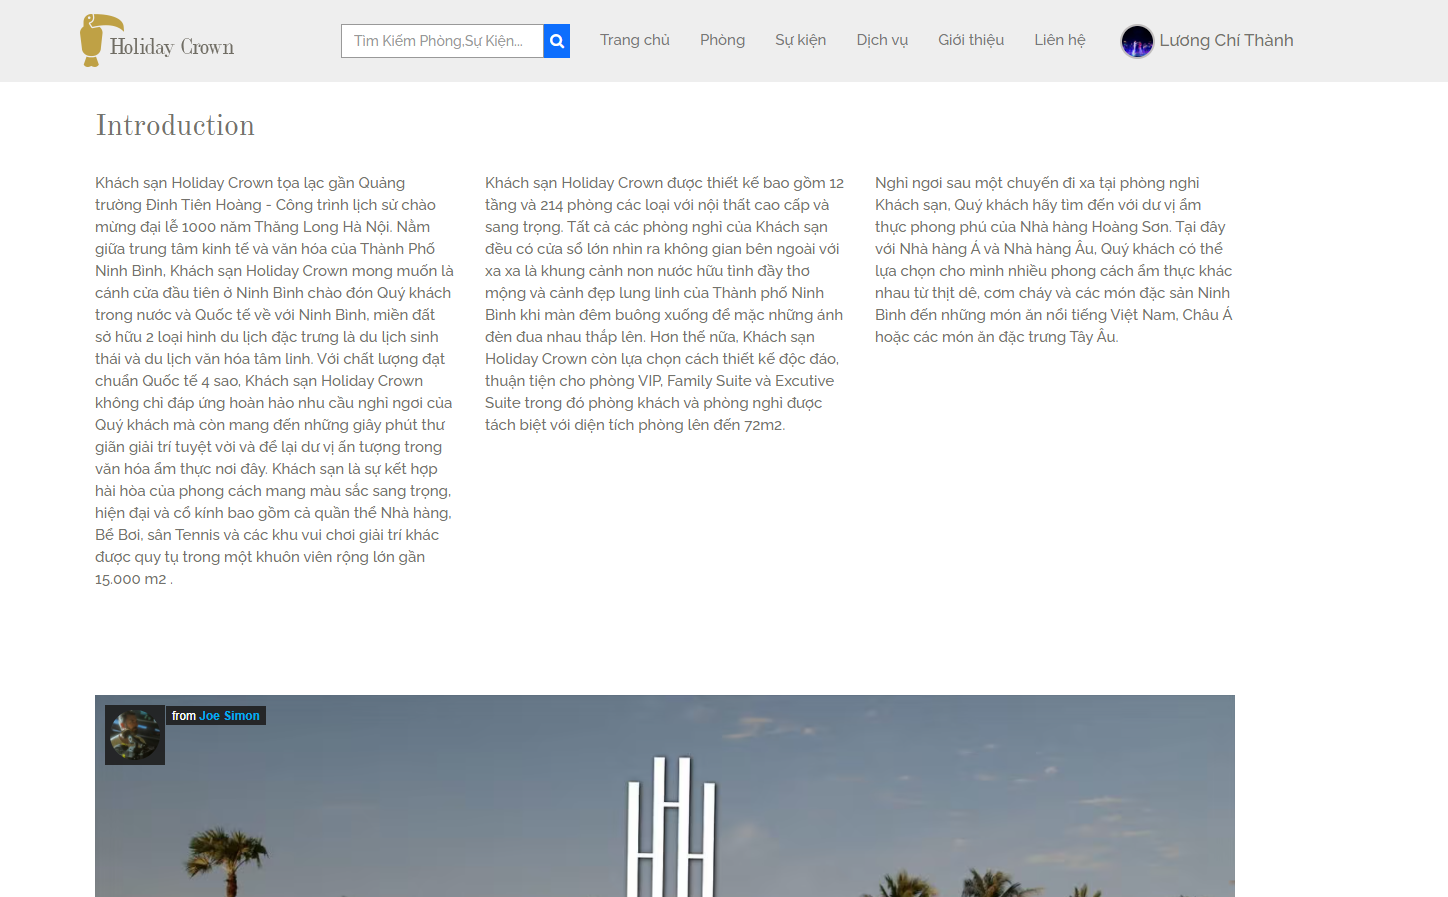 Holiday Crown
Tìm Kiếm Phòng,Sự Kiện...
Trang chủ
Phòng
Sự kiện
Dịch vụ
Giới thiệu
Liên hệ
Lương Chí Thành
Introduction
Khách sạn Holiday Crown tọa lạc gần Quảng
trường Đinh Tiên Hoàng - Công trình lịch sử chào
mừng đại lễ 1000 năm Thăng Long Hà Nội. Nằm
giữa trung tâm kinh tế và văn hóa của Thành Phố
Ninh Bình, Khách sạn Holiday Crown mong muốn là
cánh cửa đầu tiên ở Ninh Bình chào đón Quý khách
trong nước và Quốc tế về với Ninh Bình, miền đất
sở hữu 2 loại hình du lịch đặc trưng là du lịch sinh
thái và du lịch văn hóa tâm linh. Với chất lượng đạt
chuẩn Quốc tế 4 sao, Khách sạn Holiday Crown
không chỉ đáp ứng hoàn hảo nhu cầu nghỉ ngơi của
Quý khách mà còn mang đến những giây phút thư
giãn giải trí tuyệt vời và để lại dư vị ấn tượng trong
văn hóa ẩm thực nơi đây. Khách sạn là sự kết hợp
hài hòa của phong cách mang màu sắc sang trọng,
hiện đại và cổ kính bao gồm cả quần thể Nhà hàng,
Bể Bơi, sân Tennis và các khu vui chơi giải trí khác
được quy tụ trong một khuôn viên rộng lớn gần
15.000 m2 .
Khách sạn Holiday Crown được thiết kế bao gồm 12
tầng và 214 phòng các loại với nội thất cao cấp và
sang trọng. Tất cả các phòng nghỉ của Khách sạn
đều có cửa sổ lớn nhìn ra không gian bên ngoài với
xa xa là khung cảnh non nước hữu tình đầy thơ
mộng và cảnh đẹp lung linh của Thành phố Ninh
Bình khi màn đêm buông xuống để mặc những ánh
đèn đua nhau thắp lên. Hơn thế nữa, Khách sạn
Holiday Crown còn lựa chọn cách thiết kế độc đáo,
thuận tiện cho phòng VIP, Family Suite và Excutive
Suite trong đó phòng khách và phòng nghỉ được
tách biệt với diện tích phòng lên đến 72m2.
Nghỉ ngơi sau một chuyến đi xa tại phòng nghỉ
Khách sạn, Quý khách hãy tìm đến với dư vị ẩm
thực phong phú của Nhà hàng Hoàng Sơn. Tại đây
với Nhà hàng Á và Nhà hàng Âu, Quý khách có thể
lựa chọn cho mình nhiều phong cách ẩm thực khác
nhau từ thịt dê, cơm cháy và các món đặc sản Ninh
Bình đến những món ăn nổi tiếng Việt Nam, Châu Á
hoặc các món ăn đặc trưng Tây Âu.
from Joe Simon